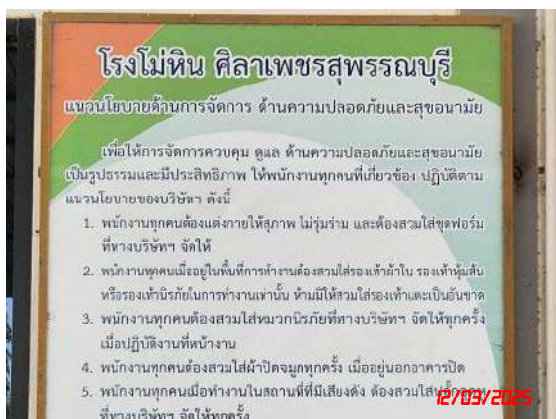 โรงโม่หิน ศิลาเพชรสุพรรณบุรี
แนวนโยบายด้านการจัดการ ด้านความปลอดภัยและสุขอนามัย
เพื่อให้การจัดการควบคุม ดูแล ด้านความปลอดภัยและสุขอนามัย
เป็นรูปธรรมและมีประสิทธิภาพ ให้พนักงานทุกคนที่เกี่ยวข้อง ปฏิบัติตาม
แนวนโยบายของบริษัทฯ ดังนี้
1. พนักงานทุกคนต้องแต่งกายให้สุภาพ ไม่รุ่มร่าม และต้องสวมใส่ชุดฟอร์ม
ที่ทางบริษัทฯ จัดให้
2. พนักงานทุกคนเมื่ออยู่ในพื้นที่การทำงานต้องสวมใส่รองเท้าผ้าใบ รองเท้าหุ้มส้น
หรือรองเท้านิรภัยในการทำงานเท่านั้น ห้ามมิให้สวมใส่รองเท้าแตะเป็นอันขาด
3. พนักงานทุกคนต้องสวมใส่หมวกนิรภัยที่ทางบริษัทฯ จัดให้ทุกครั้ง
เมื่อปฏิบัติงานที่หน้างาน
4. พนักงานทุกคนต้องสวมใส่ผ้าปิดจมูกทุกครั้ง เมื่ออยู่นอกอาคารปิด
5. พนักงานทุกคนเมื่อทำงานในสถานที่ที่มีเสียงดัง ต้องสวมใส่
ที่ทางบริษัทฯ จัดให้ทุกครั้ง
12/03/2025